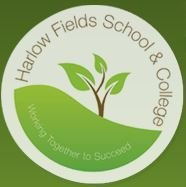 Harlow Fields School & College
Working Together to Succeed